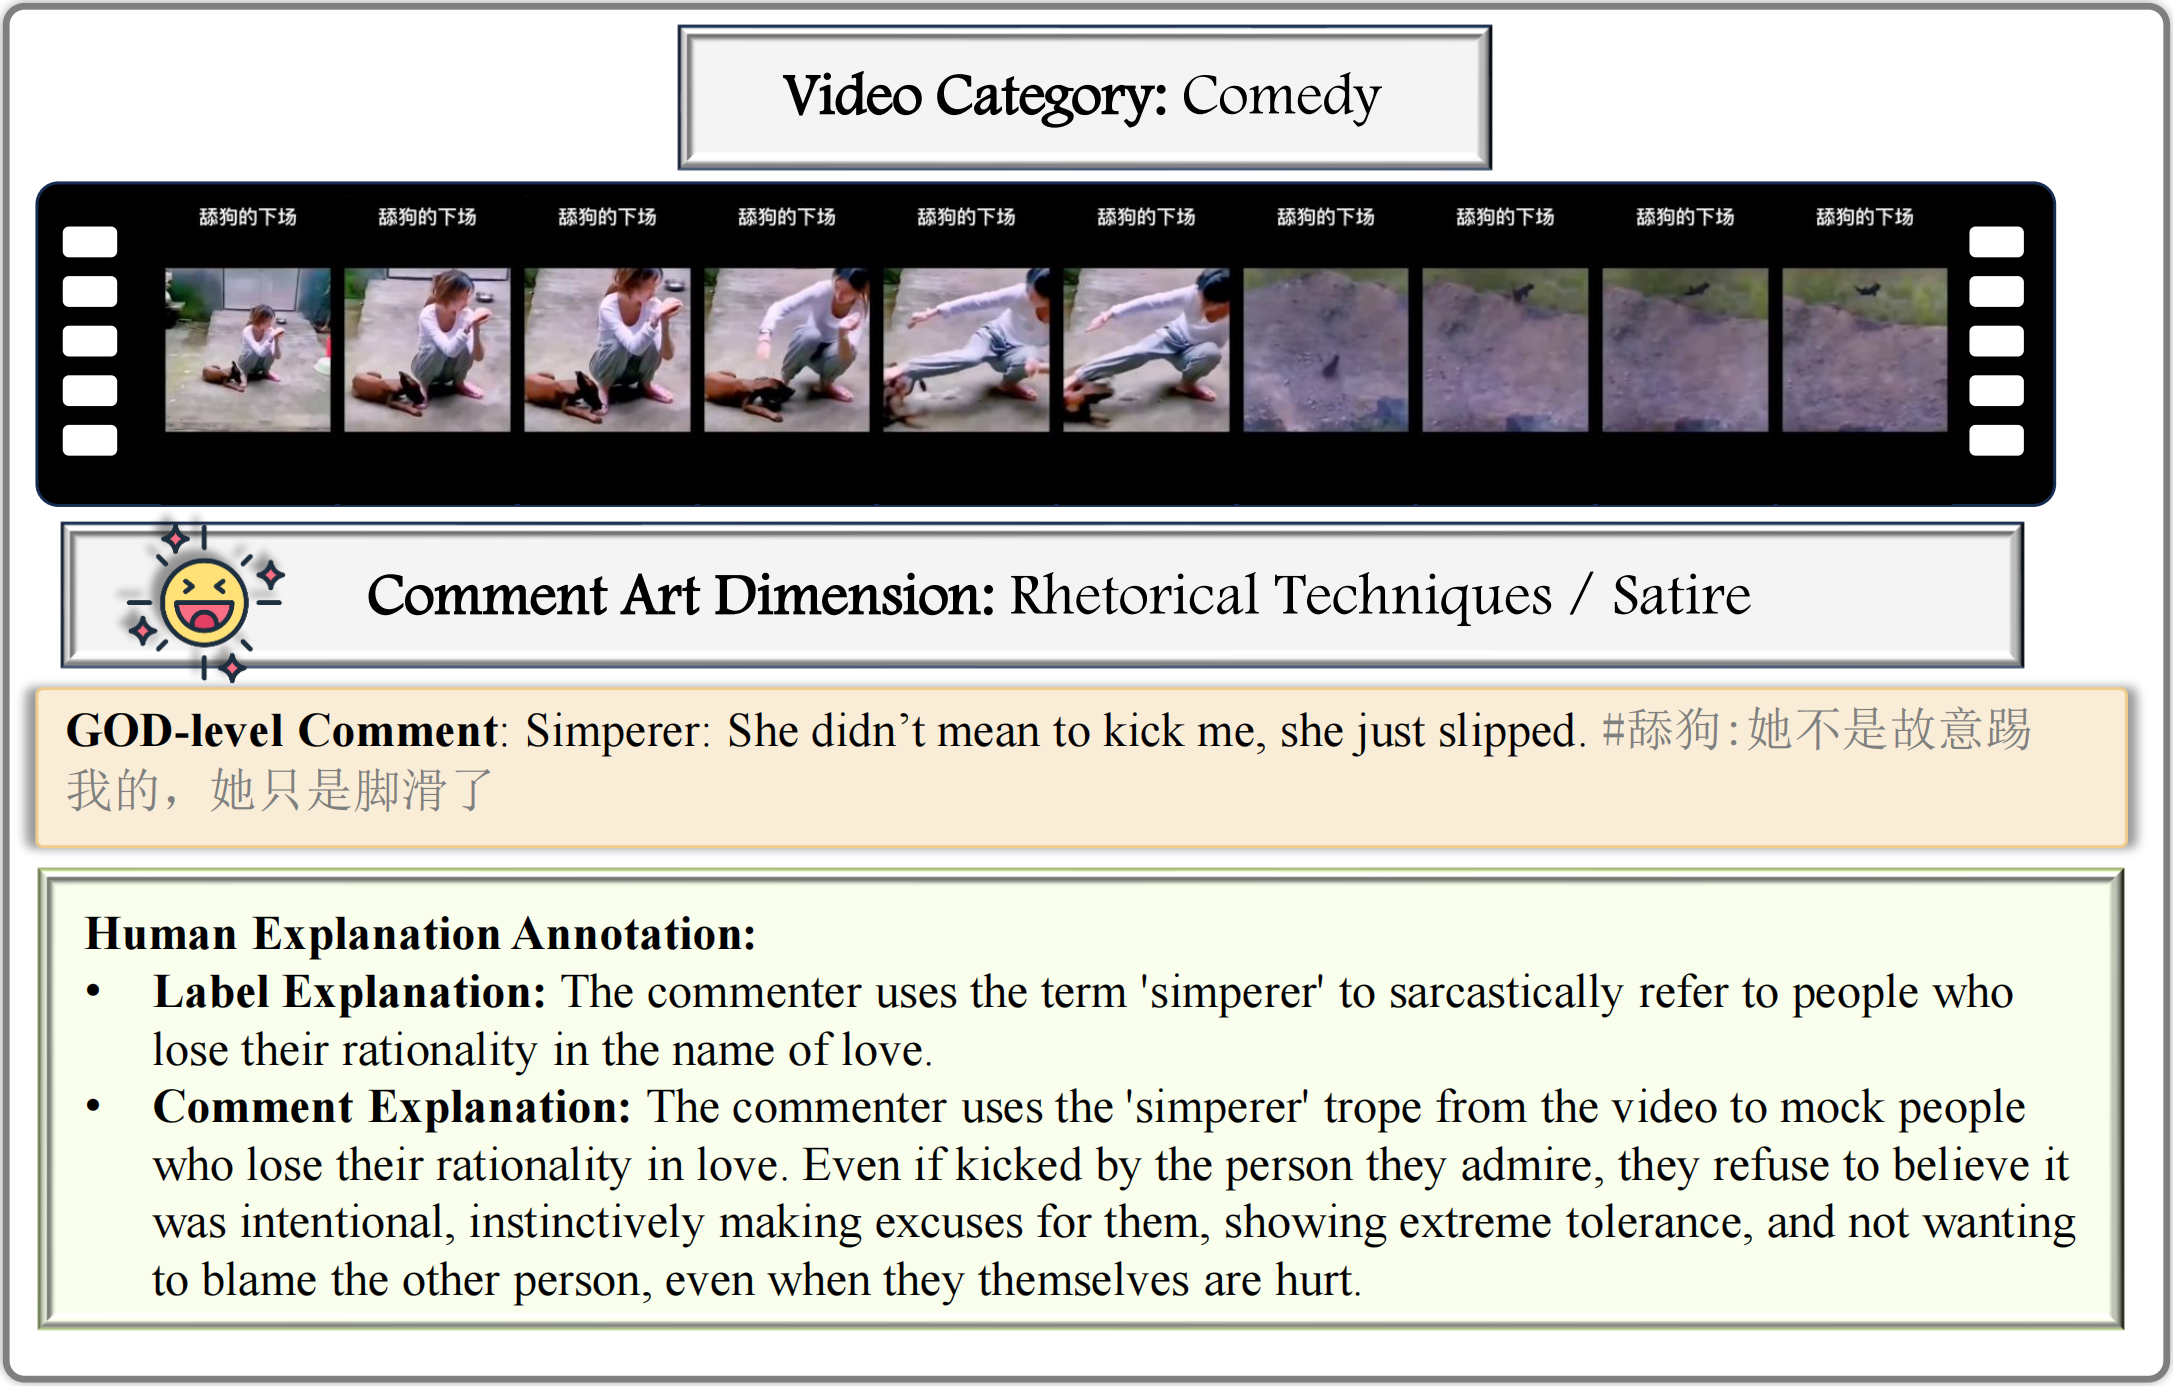 Video Category: Comedy
舔狗的下场 舔狗的下场 舔狗的下场 舔狗的下场 舔狗的下场 舔狗的下场 舔狗的下场 舔狗的下场 舔狗的下场 舔狗的下场
Comment Art Dimension: Rhetorical Techniques / Satire
GOD-level Comment: Simperer: She didn’t mean to kick me, she just slipped. #舔狗:她不是故意踢
我的，她只是脚滑了
Human Explanation Annotation:
• Label Explanation: The commenter uses the term 'simperer' to sarcastically refer to people who
lose their rationality in the name of love.
• Comment Explanation: The commenter uses the 'simperer' trope from the video to mock people
who lose their rationality in love. Even if kicked by the person they admire, they refuse to believe it
was intentional, instinctively making excuses for them, showing extreme tolerance, and not wanting
to blame the other person, even when they themselves are hurt.